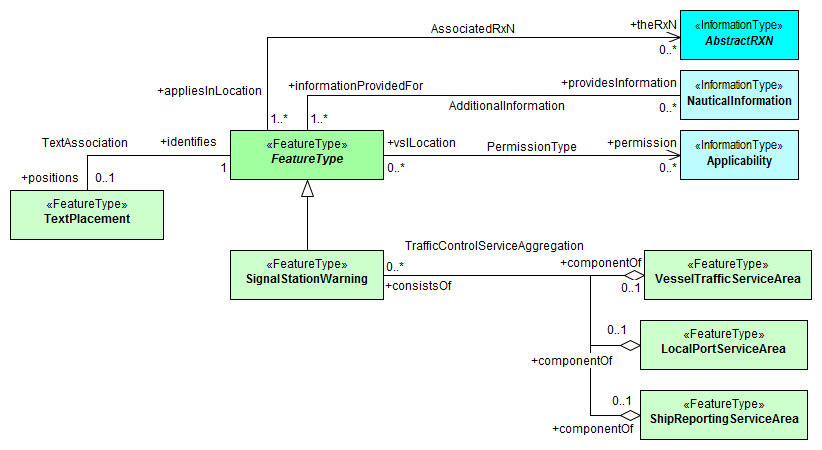 AssociatedRxN
+theRxN
0..*
«InformationType»
AbstractRXN
+appliesInLocation
1..*
+informationProvidedFor
1..*
AdditionalInformation
+providesInformation
0..*
«InformationType»
NauticalInformation
TextAssociation
+identifies
1
+positions
0..1
«FeatureType»
FeatureType
+vslLocation
0..*
PermissionType
+permission
0..*
«InformationType»
Applicability
«FeatureType»
TextPlacement
«FeatureType»
SignalStationWarning
TrafficControlServiceAggregation
0..*
+consistsOf
+componentOf
0..1
«FeatureType»
VesselTrafficServiceArea
0..1
+componentOf
«FeatureType»
LocalPortServiceArea
0..1
+componentOf
«FeatureType»
ShipReportingServiceArea